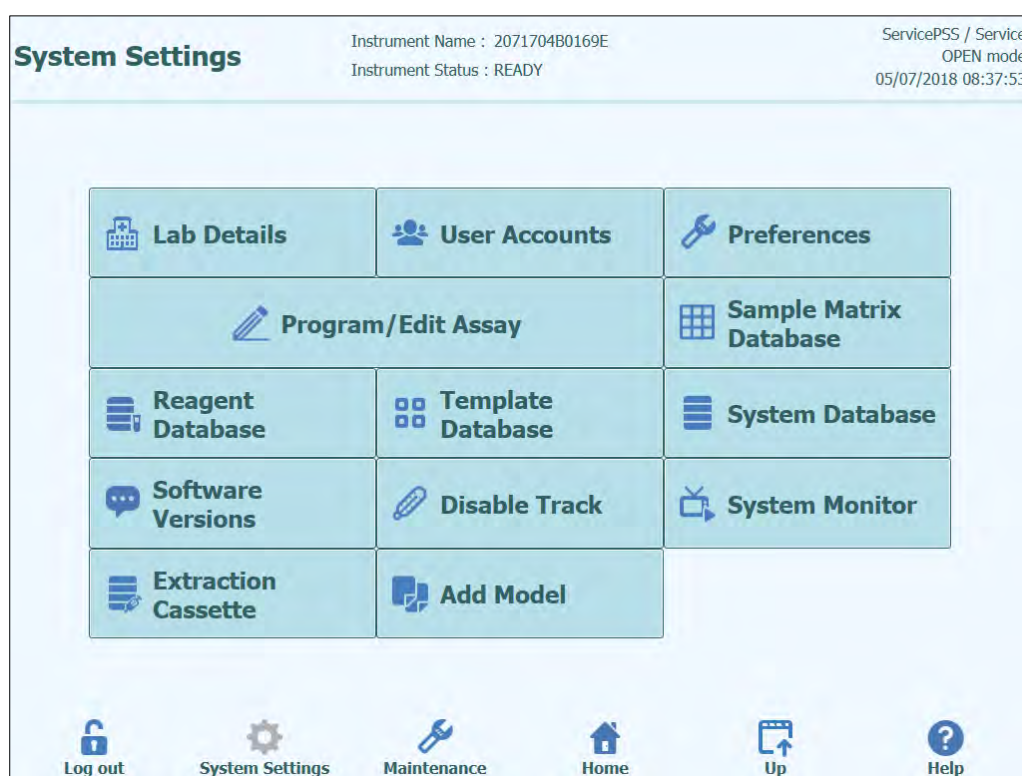 System Settings
Instrument Name : 2071704B0169E
Instrument Status : READY
ServicePSS / Service
OPEN mode
05/07/2018 08:37:53
Lab Details
User Accounts
Preferences
Program/Edit Assay
Sample Matrix
Database
Reagent
Database
Template
Database
System Database
Software
Versions
Disable Track
System Monitor
Extraction
Cassette
Add Model
Log out
System Settings
Maintenance
Home
Up
Help